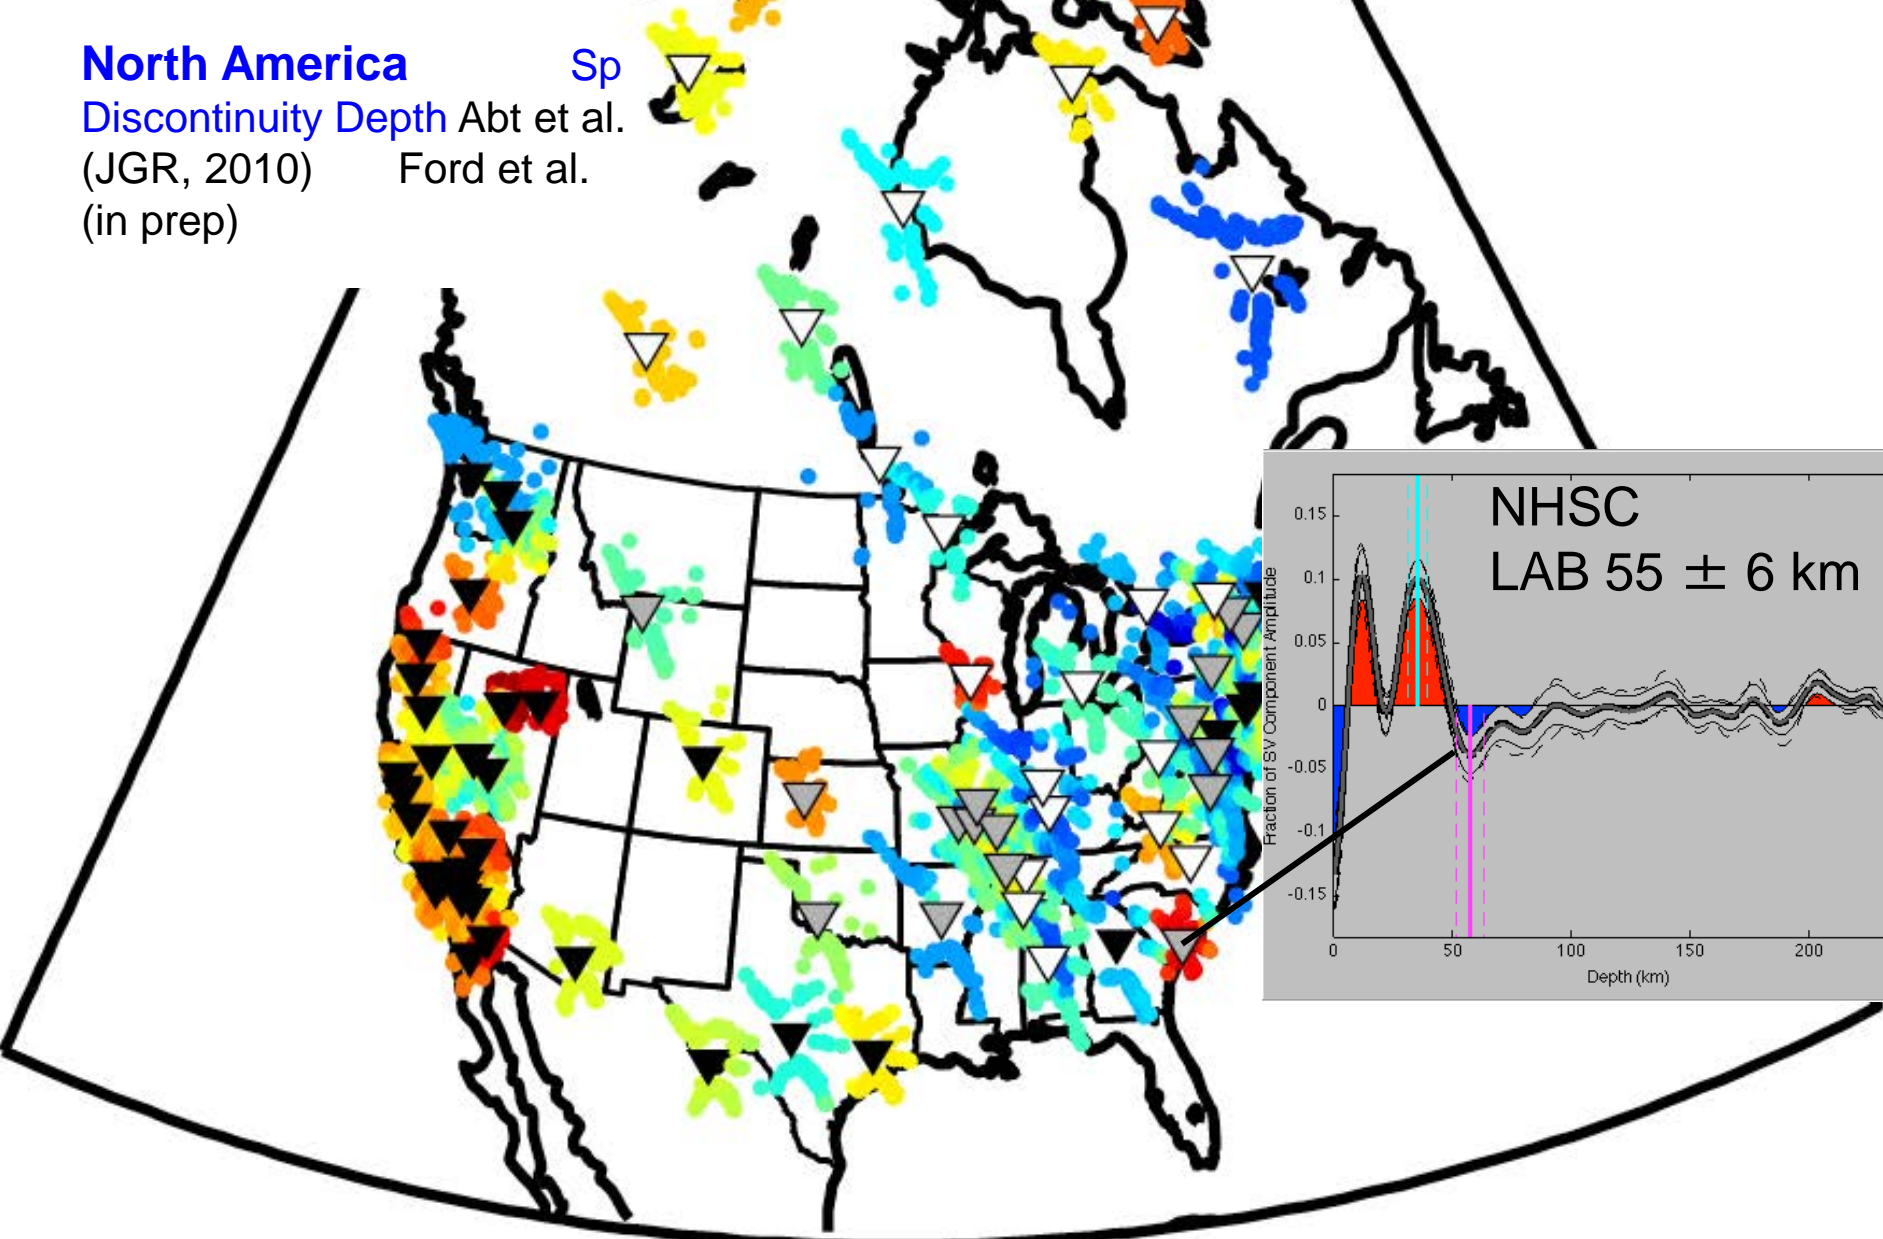 North America Sp
Discontinuity Depth Abt et al.
(JGR, 2010) Ford et al.
(in prep)
NHSC
LAB 55 ± 6 km
Fraction of SV Component Amplitude
0.15
0.1
0.05
0
-0.05
-0.1
-0.15
0 50 100 150 200
Depth (km)